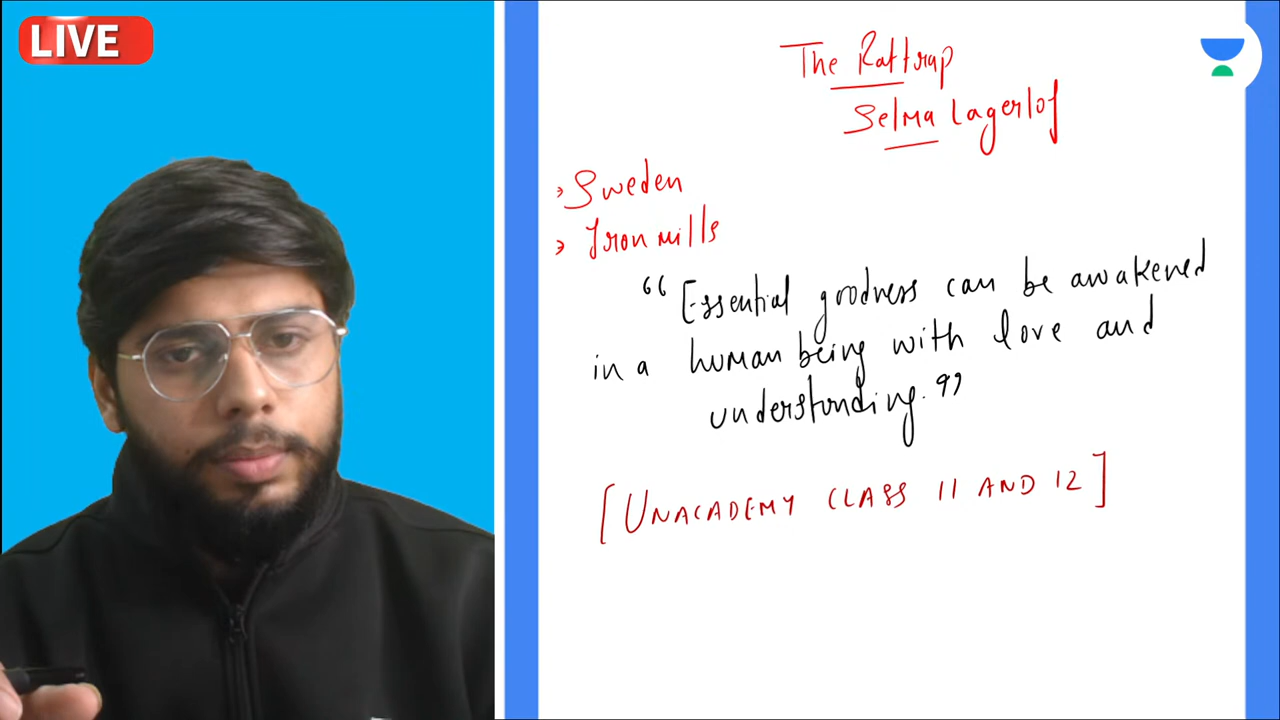 LIVE
The Rattrap
Selma Lagerlof
> Sweden
> Iron mills
“ Essential goodness can be awakened
in a human being with love and
understanding. ”
[UNACADEMY CLASS 11 AND 12]